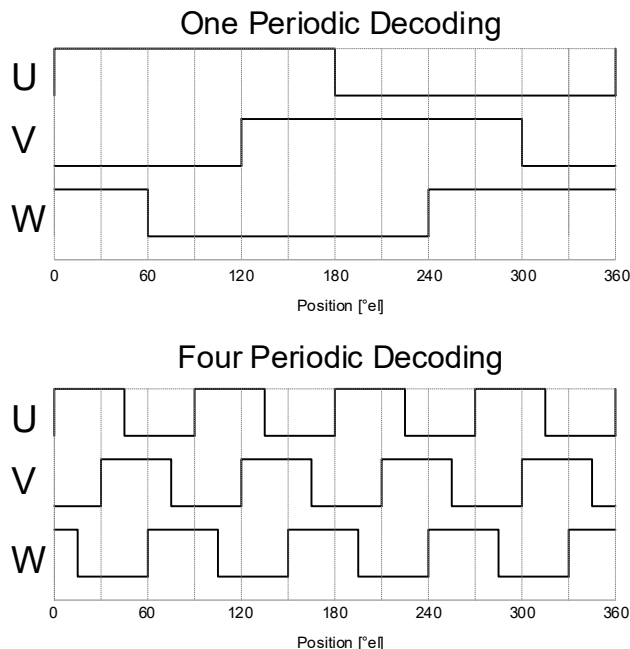 One Periodic Decoding
U
V
W
0 60 120 180 240 300 360
Position [°el]
Four Periodic Decoding
U
V
W
0 60 120 180 240 300 360
Position [°el]